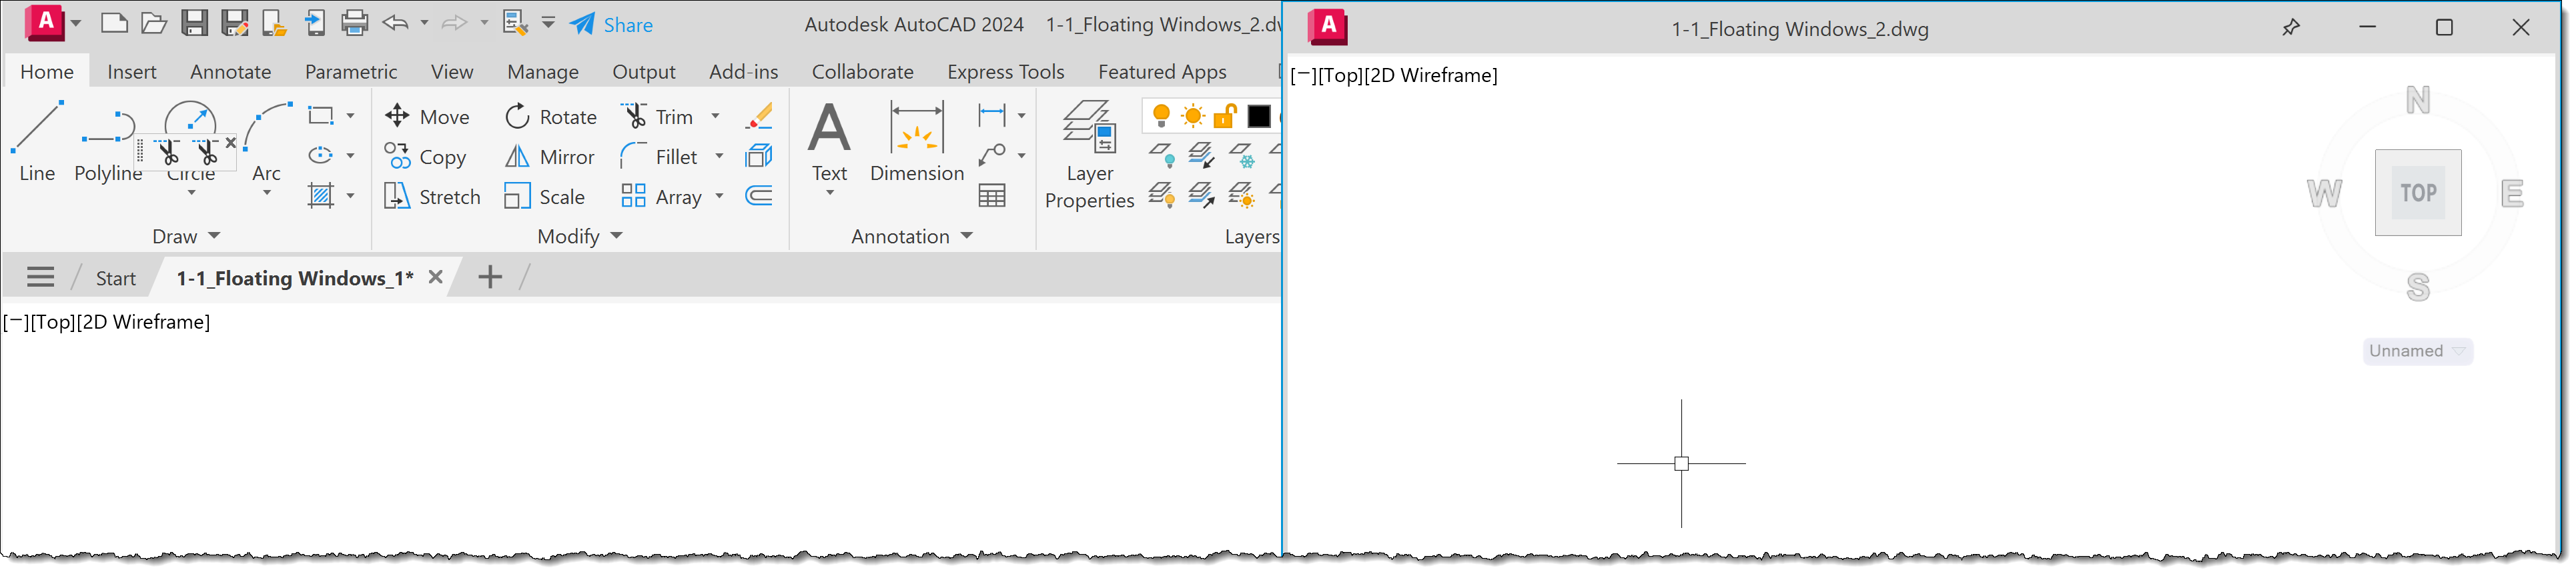 A Share Autodesk AutoCAD 2024 1-1_Floating Windows_2.dw
Home Insert Annotate Parametric View Manage Output Add-ins Collaborate Express Tools Featured Apps
Line Polyline Circle Arc
Move Rotate Trim
Copy Mirror Fillet
Stretch Scale Array
A
Text Dimension
Layer
Properties
Draw Modify Annotation Layers
Start 1-1_Floating Windows_1*
[−][Top][2D Wireframe]
A 1-1_Floating Windows_2.dwg
[−][Top][2D Wireframe]
N
W TOP E
S
Unnamed